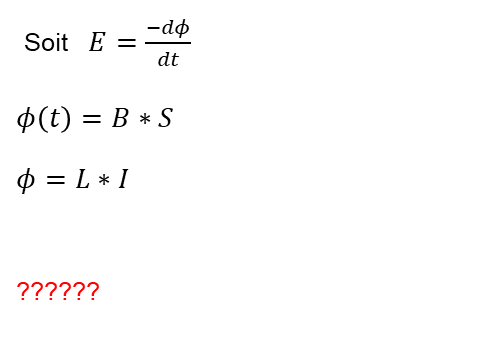 Soit E = −dϕ/dt
ϕ(t) = B ∗ S
ϕ = L ∗ I
??????